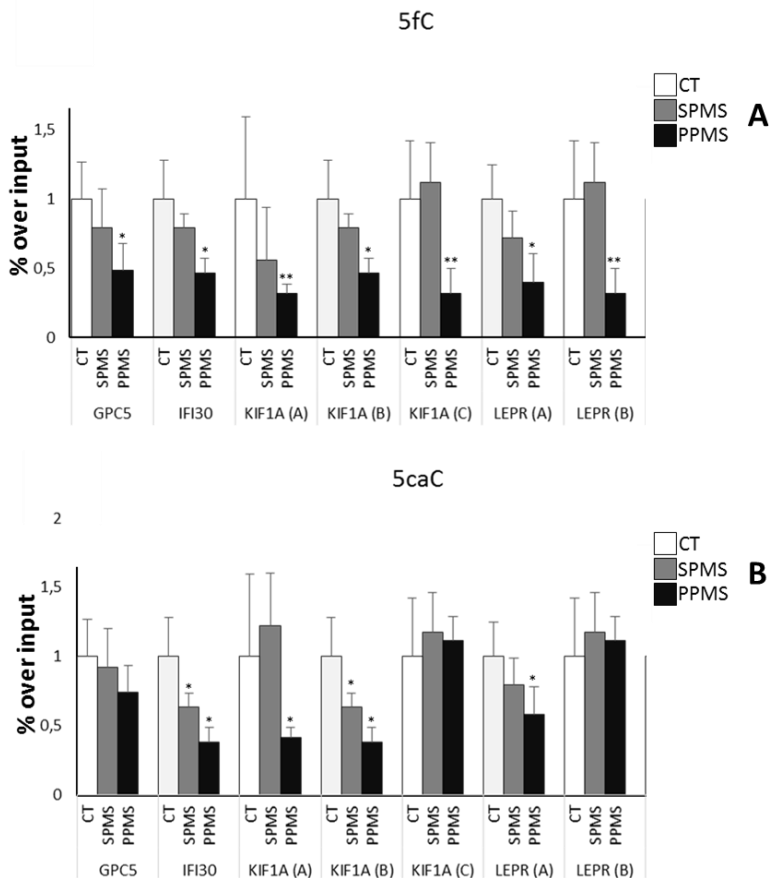 5fC
CT
SPMS
PPMS
A
% over input
1,5
1
0,5
0
* * ** * ** * **
CT SPMS PPMS CT SPMS PPMS CT SPMS PPMS CT SPMS PPMS CT SPMS PPMS CT SPMS PPMS CT SPMS PPMS
GPC5 IFI30 KIF1A (A) KIF1A (B) KIF1A (C) LEPR (A) LEPR (B)
5caC
CT
SPMS
PPMS
B
% over input
2
1,5
1
0,5
0
* * * * * *
CT SPMS PPMS CT SPMS PPMS CT SPMS PPMS CT SPMS PPMS CT SPMS PPMS CT SPMS PPMS CT SPMS PPMS
GPC5 IFI30 KIF1A (A) KIF1A (B) KIF1A (C) LEPR (A) LEPR (B)